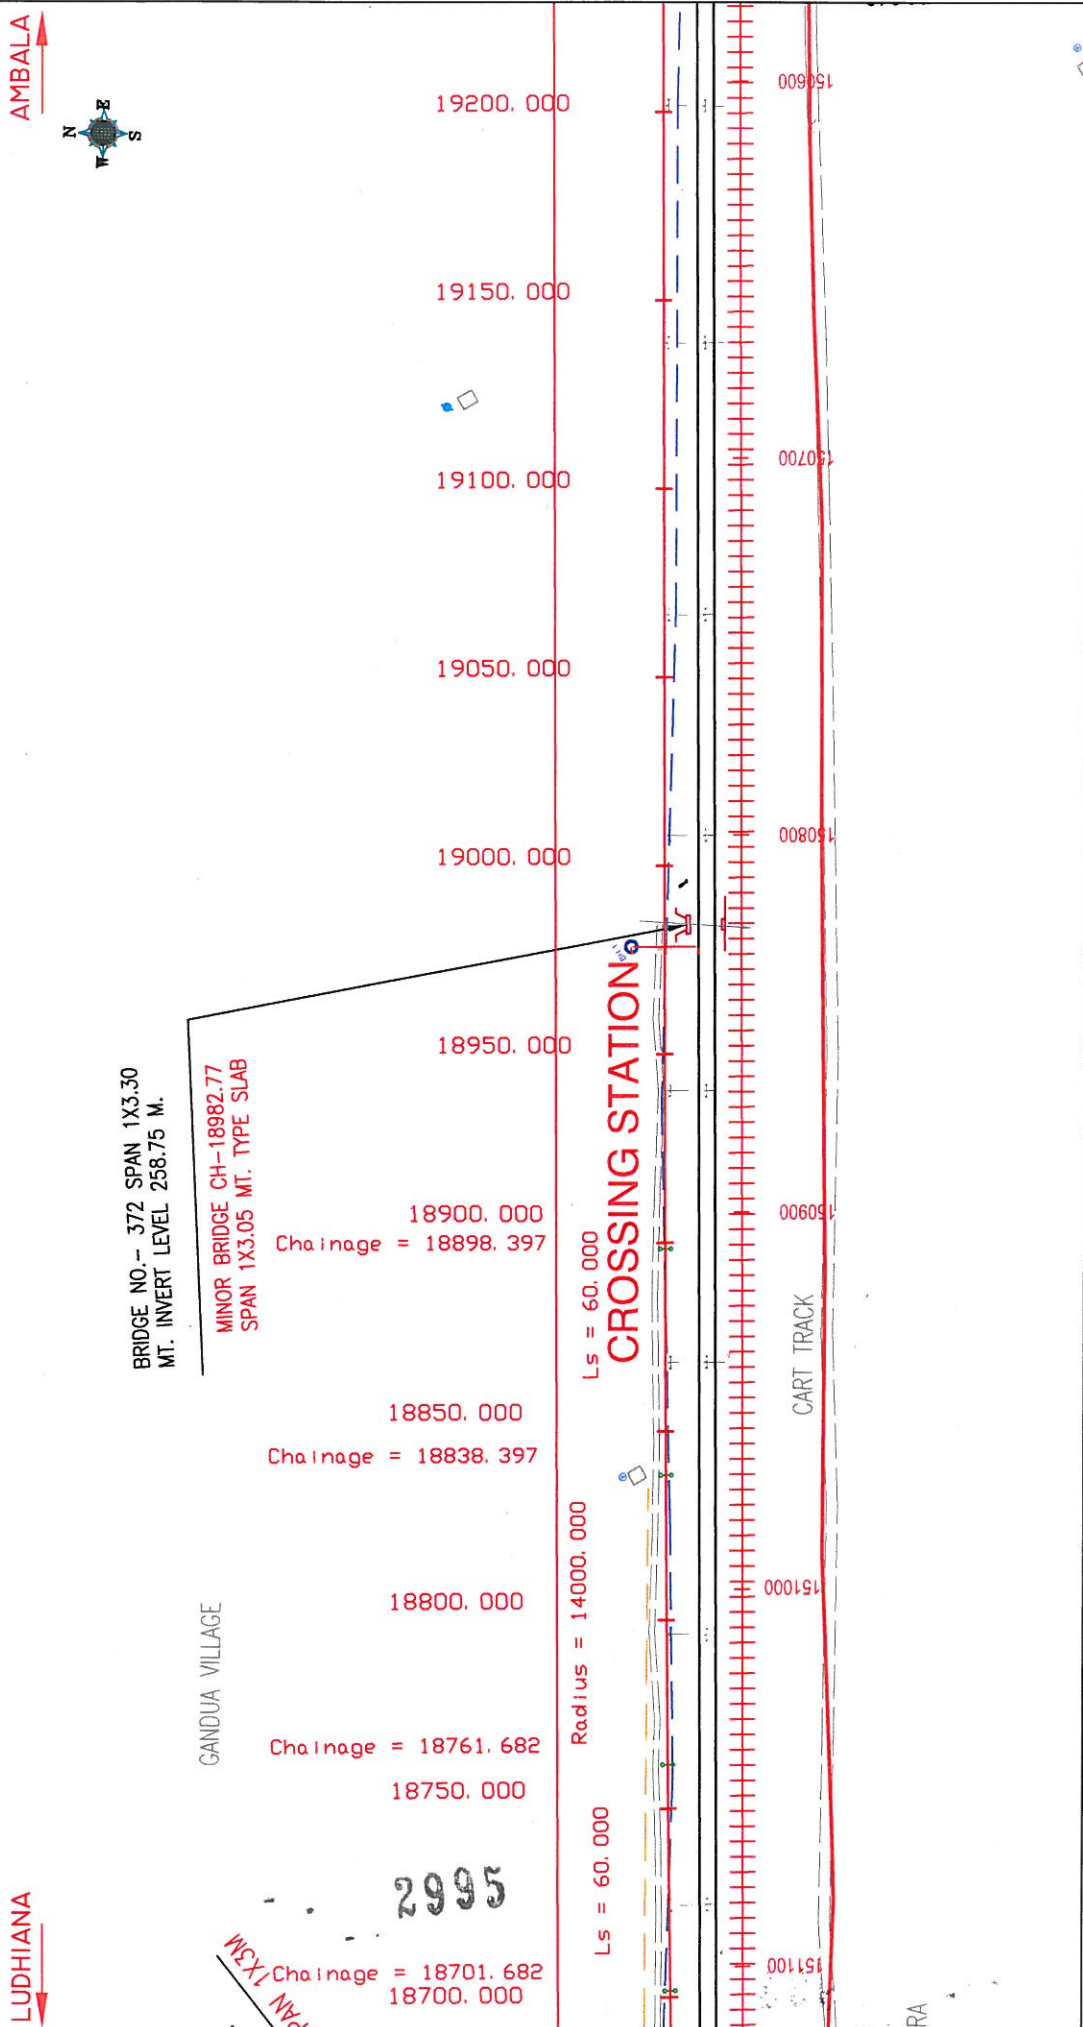 AMBALA
N
E
W
S
19200.000
150600
19150.000
19100.000
150700
19050.000
19000.000
150800
CROSSING STATION
18950.000
BRIDGE NO.- 372 SPAN 1X3.30
MT. INVERT LEVEL 258.75 M.
MINOR BRIDGE CH-18982.77
SPAN 1X3.05 MT. TYPE SLAB
18900.000
Chainage = 18898.397
Ls = 60.000
150900
CART TRACK
18850.000
Chainage = 18838.397
Radius = 14000.000
151000
18800.000
GANDUA VILLAGE
Chainage = 18761.682
18750.000
Ls = 60.000
2995
LUDHIANA
1X3M
Chainage = 18701.682
18700.000
151100